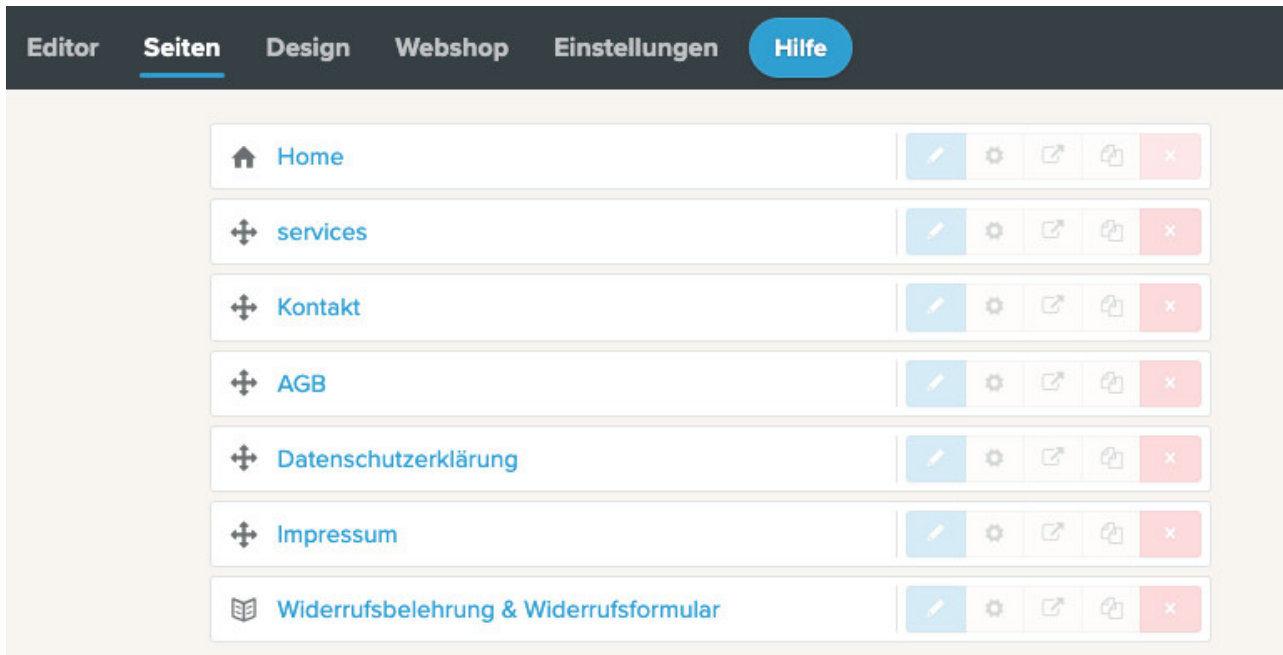 Editor Seiten Design Webshop Einstellungen Hilfe
Home
services
Kontakt
AGB
Datenschutzerklärung
Impressum
Widerrufsbelehrung & Widerrufsformular